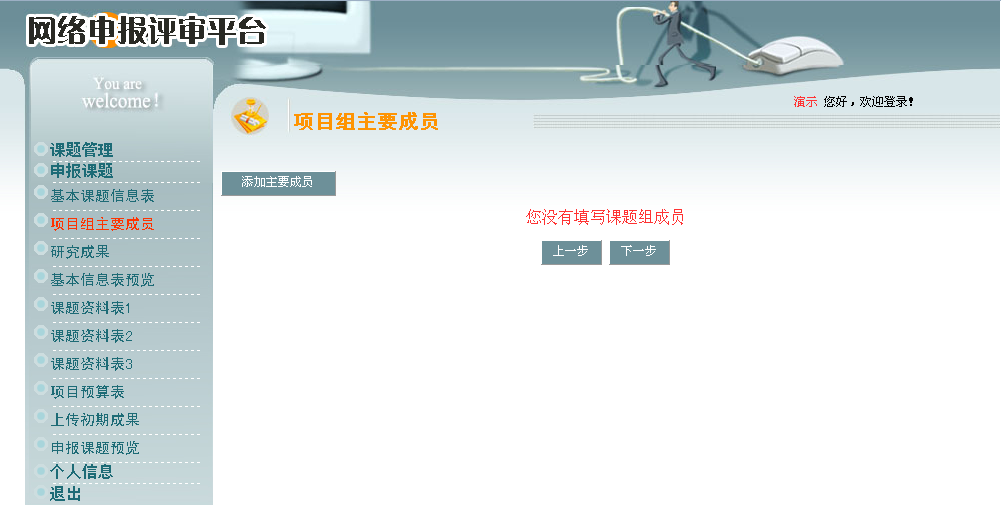 网络申报评审平台
You are
welcome!
演示 您好，欢迎登录!
项目组主要成员
课题管理
申报课题
基本课题信息表
项目组主要成员
研究成果
基本信息表预览
课题资料表1
课题资料表2
课题资料表3
项目预算表
上传初期成果
申报课题预览
个人信息
退出
添加主要成员
您没有填写课题组成员
上一步 下一步